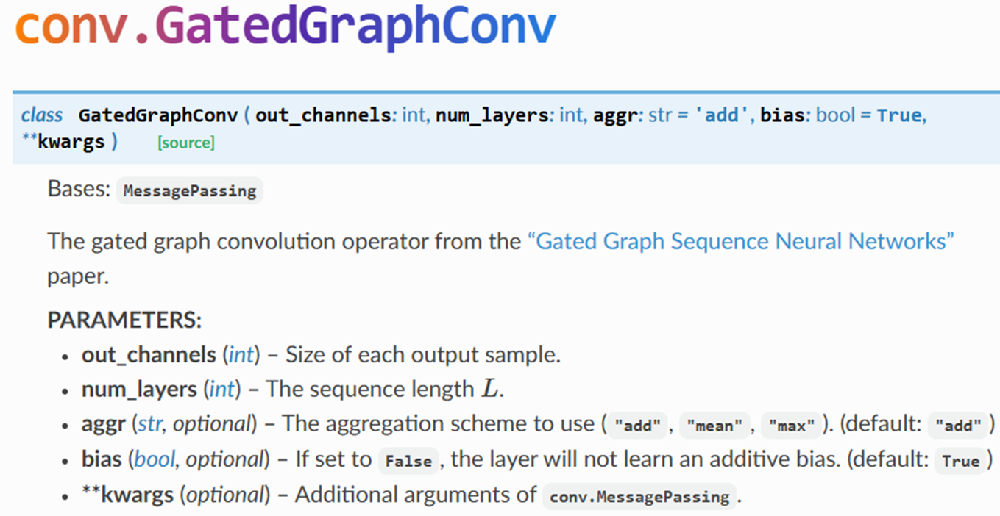 conv.GatedGraphConv
class GatedGraphConv ( out_channels: int, num_layers: int, aggr: str = 'add', bias: bool = True,
**kwargs ) [source]
Bases: MessagePassing
The gated graph convolution operator from the “Gated Graph Sequence Neural Networks”
paper.
PARAMETERS:
• out_channels (int) – Size of each output sample.
• num_layers (int) – The sequence length L.
• aggr (str, optional) – The aggregation scheme to use ( "add" , "mean" , "max" ). (default: "add" )
• bias (bool, optional) – If set to False , the layer will not learn an additive bias. (default: True )
• **kwargs (optional) – Additional arguments of conv.MessagePassing .